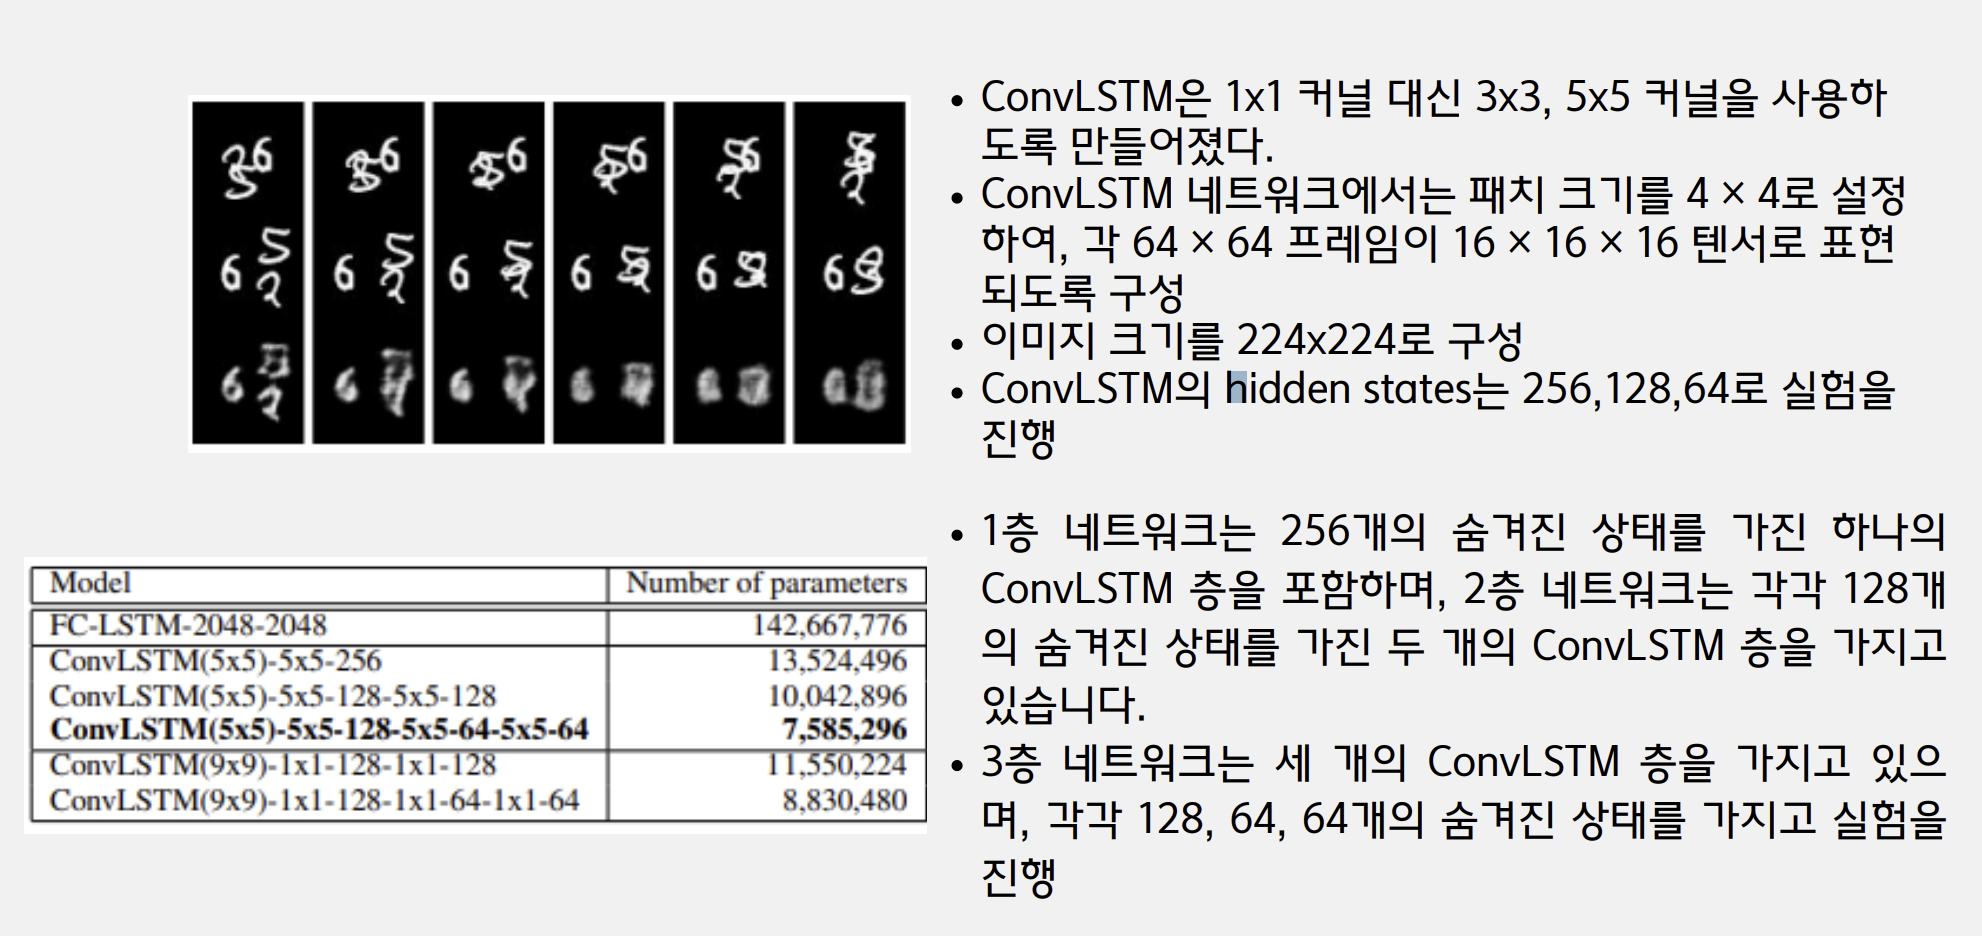 ConvLSTM은 1x1 커널 대신 3x3, 5x5 커널을 사용하
도록 만들어졌다.
ConvLSTM 네트워크에서는 패치 크기를 4 × 4로 설정
하여, 각 64 × 64 프레임이 16 × 16 × 16 텐서로 표현
되도록 구성
이미지 크기를 224x224로 구성
ConvLSTM의 hidden states는 256,128,64로 실험을
진행
1층 네트워크는 256개의 숨겨진 상태를 가진 하나의
ConvLSTM 층을 포함하며, 2층 네트워크는 각각 128개
의 숨겨진 상태를 가진 두 개의 ConvLSTM 층을 가지고
있습니다.
3층 네트워크는 세 개의 ConvLSTM 층을 가지고 있으
며, 각각 128, 64, 64개의 숨겨진 상태를 가지고 실험을
진행
Model Number of parameters
FC-LSTM-2048-2048 142,667,776
ConvLSTM(5x5)-5x5-256 13,524,496
ConvLSTM(5x5)-5x5-128-5x5-128 10,042,896
ConvLSTM(5x5)-5x5-128-5x5-64-5x5-64 7,585,296
ConvLSTM(9x9)-1x1-128-1x1-128 11,550,224
ConvLSTM(9x9)-1x1-128-1x1-64-1x1-64 8,830,480